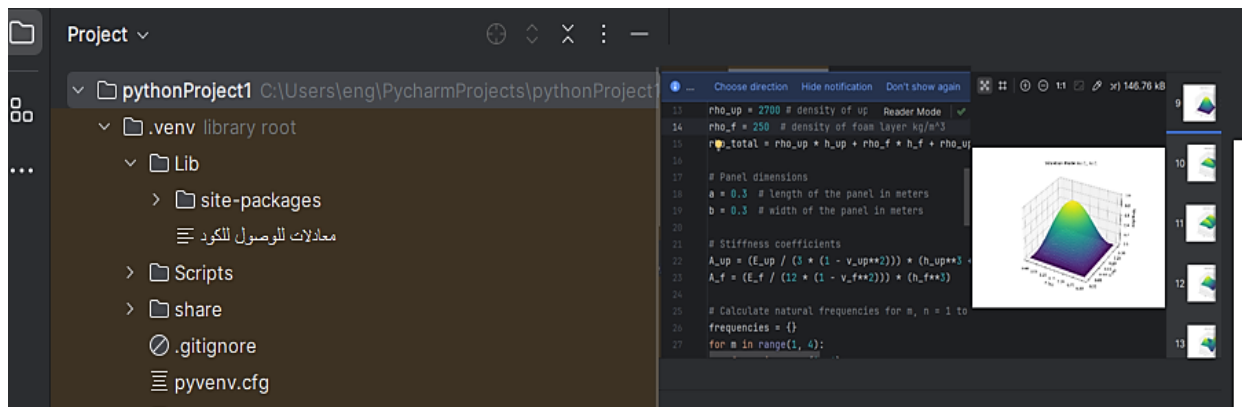 Project
pythonProject1 C:\Users\eng\PycharmProjects\pythonProject1
.venv library root
Lib
site-packages
معادلات للوصول للكود
Scripts
share
.gitignore
pyvenv.cfg
... Choose direction Hide notification Don't show again
Reader Mode
13 rho_up = 2700 # density of up
14 rho_f = 250 # density of foam layer kg/m^3
15 rho_total = rho_up * h_up + rho_f * h_f + rho_up
16
17 # Panel dimensions
18 a = 0.3 # length of the panel in meters
19 b = 0.3 # width of the panel in meters
20
21 # Stiffness coefficients
22 A_up = (E_up / (3 * (1 - v_up**2))) * (h_up**3 +
23 A_f = (E_f / (12 * (1 - v_f**2))) * (h_f**3)
24
25 # Calculate natural frequencies for m, n = 1 to
26 frequencies = {}
27 for m in range(1, 4):
1:1 146.76 kB
9
10
11
12
13